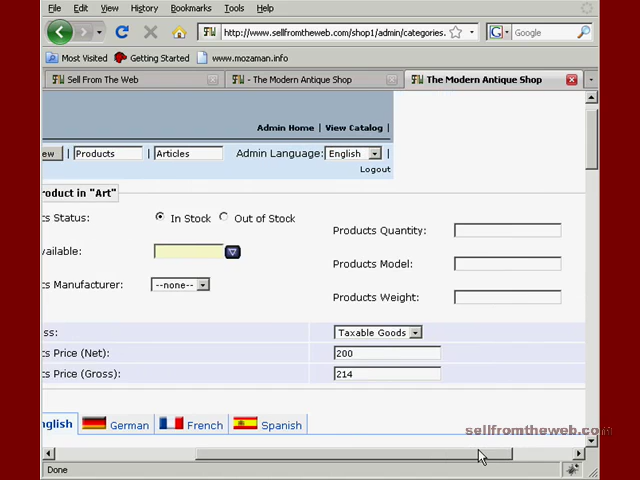 File Edit View History Bookmarks Tools Help
http://www.sellfromtheweb.com/shop1/admin/categories. Google
Most Visited Getting Started www.mozaman.info
Sell From The Web - The Modern Antique Shop The Modern Antique Shop
Admin Home | View Catalog |
ew | Products | Articles Admin Language: English |
Logout
roduct in "Art"
ts Status: In Stock Out of Stock
Products Quantity:
vailable:
Products Model:
ts Manufacturer: --none--
Products Weight:
ss: Taxable Goods
ts Price (Net): 200
ts Price (Gross): 214
nglish German French Spanish
sellfromtheweb.com
Done